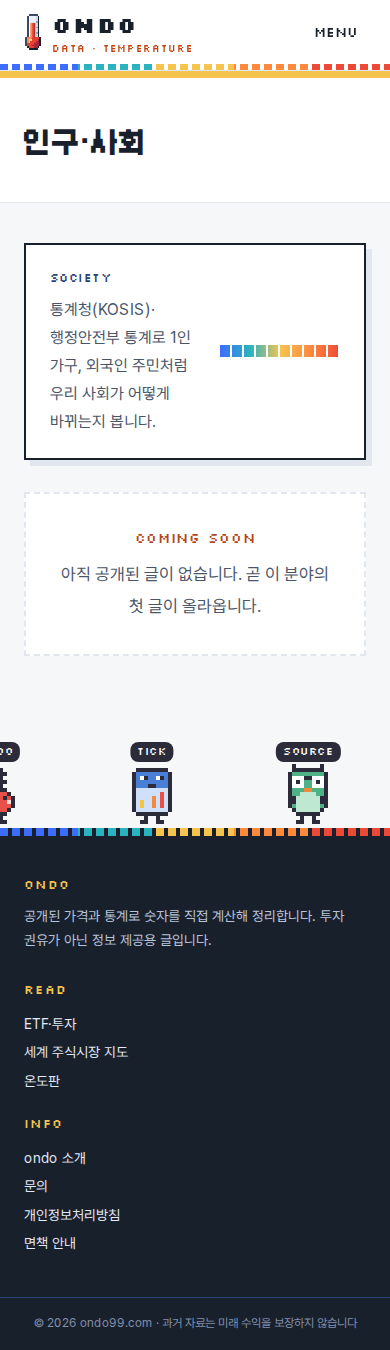 ONDO
DATA · TEMPERATURE
MENU
인구·사회
SOCIETY
통계청(KOSIS)·
행정안전부 통계로 1인
가구, 외국인 주민처럼
우리 사회가 어떻게
바뀌는지 봅니다.
COMING SOON
아직 공개된 글이 없습니다. 곧 이 분야의
첫 글이 올라옵니다.
TICK
SOURCE
ONDO
공개된 가격과 통계로 숫자를 직접 계산해 정리합니다. 투자
권유가 아닌 정보 제공용 글입니다.
READ
ETF·투자
세계 주식시장 지도
온도판
INFO
ondo 소개
문의
개인정보처리방침
면책 안내
© 2026 ondo99.com · 과거 자료는 미래 수익을 보장하지 않습니다